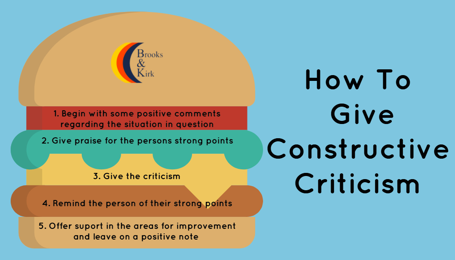 Brooks
&
Kirk
1. Begin with some positive comments
regarding the situation in question
2. Give praise for the persons strong points
3. Give the criticism
4. Remind the person of their strong points
5. Offer suport in the areas for improvement
and leave on a positive note
How To
Give
Constructive
Criticism